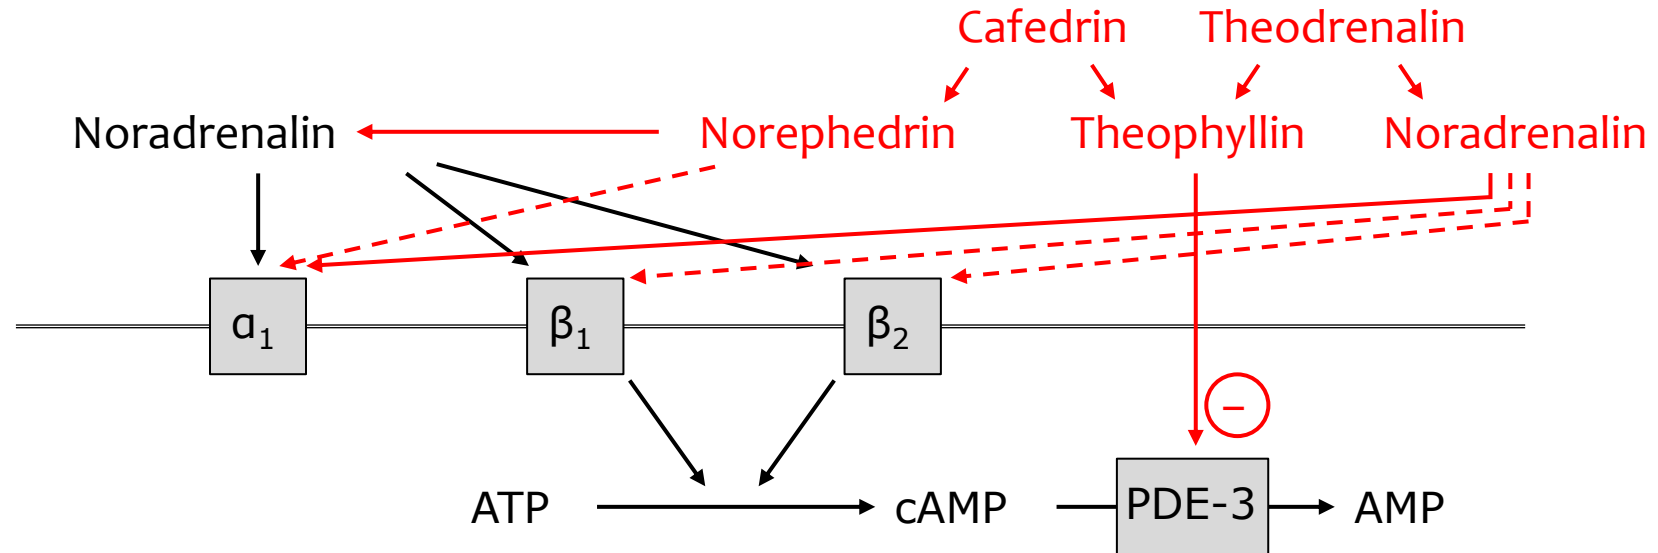 Cafedrin Theodrenalin
Noradrenalin Norephedrin Theophyllin Noradrenalin
α₁ β₁ β₂
−
ATP cAMP PDE-3 AMP